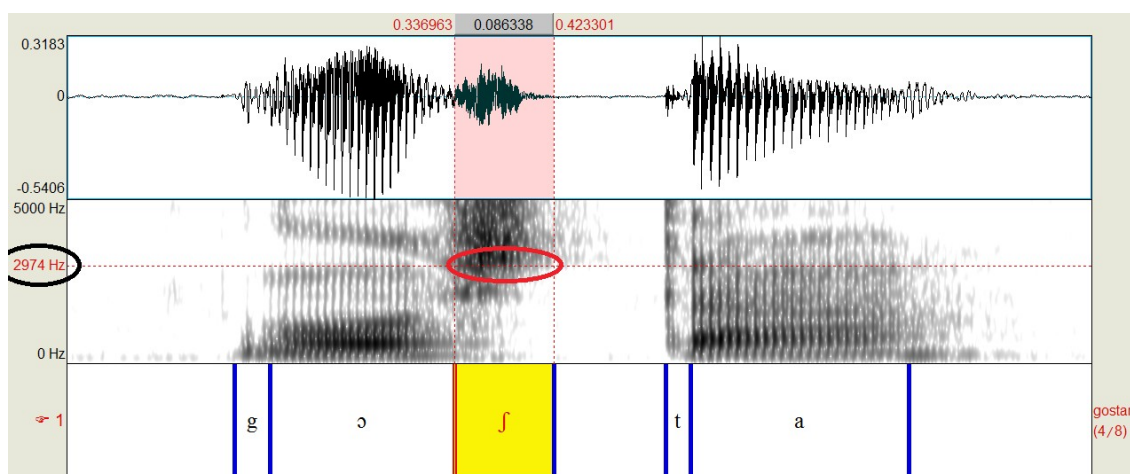 0.336963 0.086338 0.423301
0.3183
0
-0.5406
5000 Hz
2974 Hz
0 Hz
☞ 1 g ɔ ʃ t a gostar
(4/8)